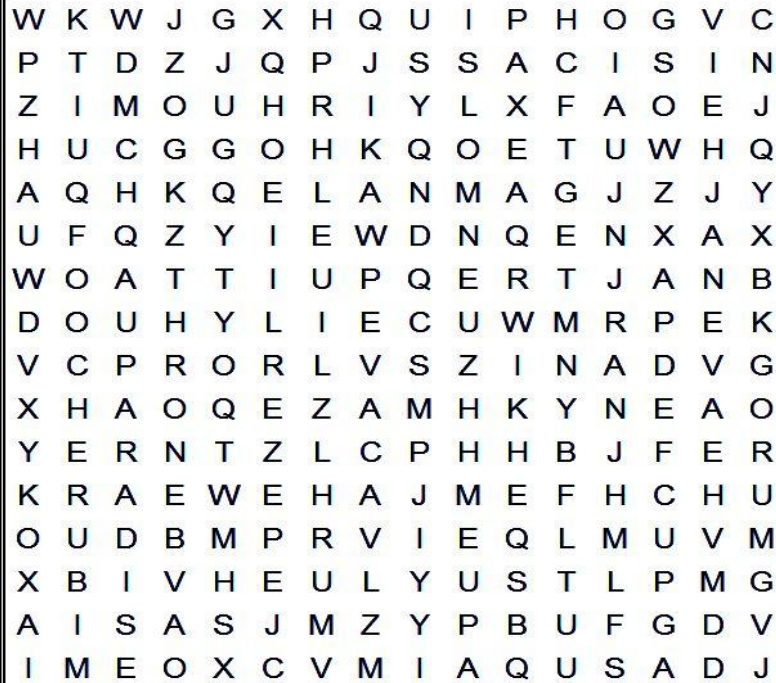 W K W J G X H Q U I P H O G V C
P T D Z J Q P J S S A C I S I N
Z I M O U H R I Y L X F A O E J
H U C G G O H K Q O E T U W H Q
A Q H K Q E L A N M A G J Z J Y
U F Q Z Y I E W D N Q E N X A X
W O A T T I U P Q E R T J A N B
D O U H Y L I E C U W M R P E K
V C P R O R L V S Z I N A D V G
X H A O Q E Z A M H K Y N E A O
Y E R N T Z L C P H H B J F E R
K R A E W E H A J M E F H C H U
O U D B M P R V I E Q L M U V M
X B I V H E U L Y U S T L P M G
A I S A S J M Z Y P B U F G D V
I M E O X C V M I A Q U S A D J